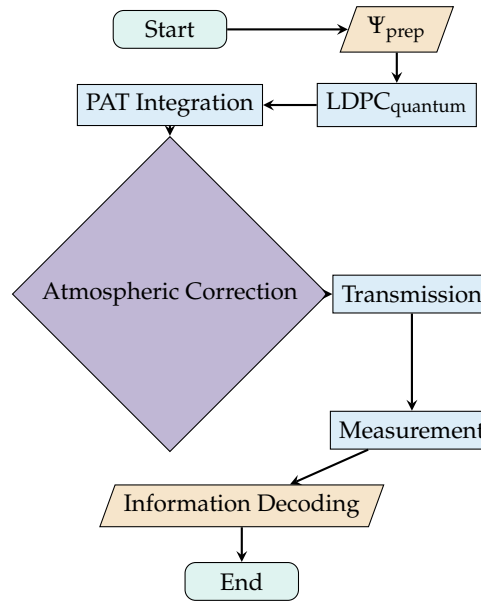 Start
Ψprep
PAT Integration
LDPCquantum
Atmospheric Correction
Transmission
Measurement
Information Decoding
End